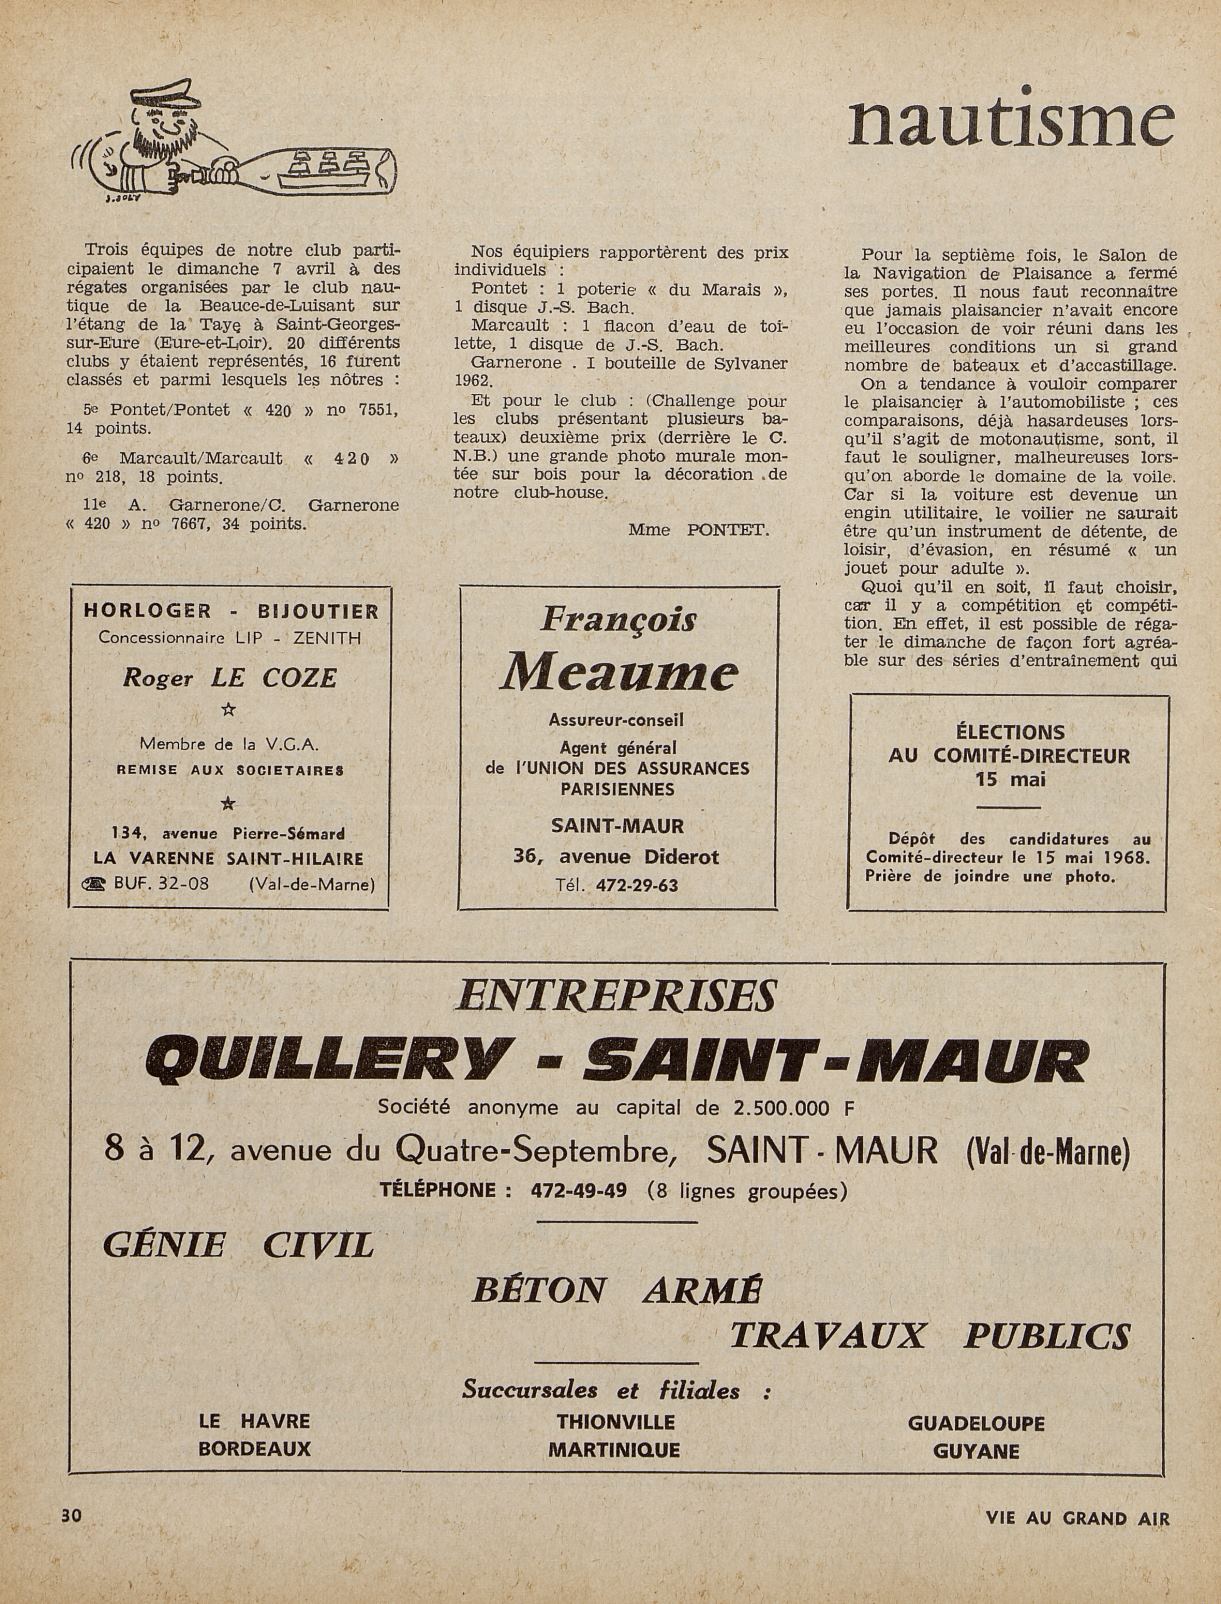 nautisme
J. JOLY
Trois équipes de notre club parti-
cipaient le dimanche 7 avril à des
régates organisées par le club nau-
tique de la Beauce-de-Luisant sur
l'étang de la Taye à Saint-Georges-
sur-Eure (Eure-et-Loir). 20 différents
clubs y étaient représentés, 16 furent
classés et parmi lesquels les nôtres :
5e Pontet/Pontet « 420 » no 7551,
14 points.
6e Marcault/Marcault « 420 »
no 218, 18 points.
11e A. Garnerone/C. Garnerone
« 420 » no 7667, 34 points.
Nos équipiers rapportèrent des prix
individuels :
Pontet : 1 poterie « du Marais »,
1 disque J.-S. Bach.
Marcault : 1 flacon d'eau de toi-
lette, 1 disque de J.-S. Bach.
Garnerone . I bouteille de Sylvaner
1962.
Et pour le club : (Challenge pour
les clubs présentant plusieurs ba-
teaux) deuxième prix (derrière le C.
N.B.) une grande photo murale mon-
tée sur bois pour la décoration de
notre club-house.
Mme PONTET.
Pour la septième fois, le Salon de
la Navigation de Plaisance a fermé
ses portes. Il nous faut reconnaître
que jamais plaisancier n'avait encore
eu l'occasion de voir réuni dans les
meilleures conditions un si grand
nombre de bateaux et d'accastillage.
On a tendance à vouloir comparer
le plaisancier à l'automobiliste ; ces
comparaisons, déjà hasardeuses lors-
qu'il s'agit de motonautisme, sont, il
faut le souligner, malheureuses lors-
qu'on aborde le domaine de la voile.
Car si la voiture est devenue un
engin utilitaire, le voilier ne saurait
être qu'un instrument de détente, de
loisir, d'évasion, en résumé « un
jouet pour adulte ».
Quoi qu'il en soit, il faut choisir,
car il y a compétition et compéti-
tion. En effet, il est possible de réga-
ter le dimanche de façon fort agréa-
ble sur des séries d'entraînement qui
HORLOGER - BIJOUTIER
Concessionnaire LIP - ZENITH
Roger LE COZE
Membre de la V.G.A.
REMISE AUX SOCIETAIRES
134, avenue Pierre-Sémard
LA VARENNE SAINT-HILAIRE
BUF. 32-08 (Val-de-Marne)
François
Meaume
Assureur-conseil
Agent général
de l'UNION DES ASSURANCES
PARISIENNES
SAINT-MAUR
36, avenue Diderot
Tél. 472-29-63
ÉLECTIONS
AU COMITÉ-DIRECTEUR
15 mai
Dépôt des candidatures au
Comité-directeur le 15 mai 1968.
Prière de joindre une photo.
ENTREPRISES
QUILLERY - SAINT-MAUR
Société anonyme au capital de 2.500.000 F
8 à 12, avenue du Quatre-Septembre, SAINT-MAUR (Val-de-Marne)
TÉLÉPHONE : 472-49-49 (8 lignes groupées)
GÉNIE CIVIL
BÉTON ARMÉ
TRAVAUX PUBLICS
Succursales et filiales :
LE HAVRE THIONVILLE GUADELOUPE
BORDEAUX MARTINIQUE GUYANE
30 VIE AU GRAND AIR